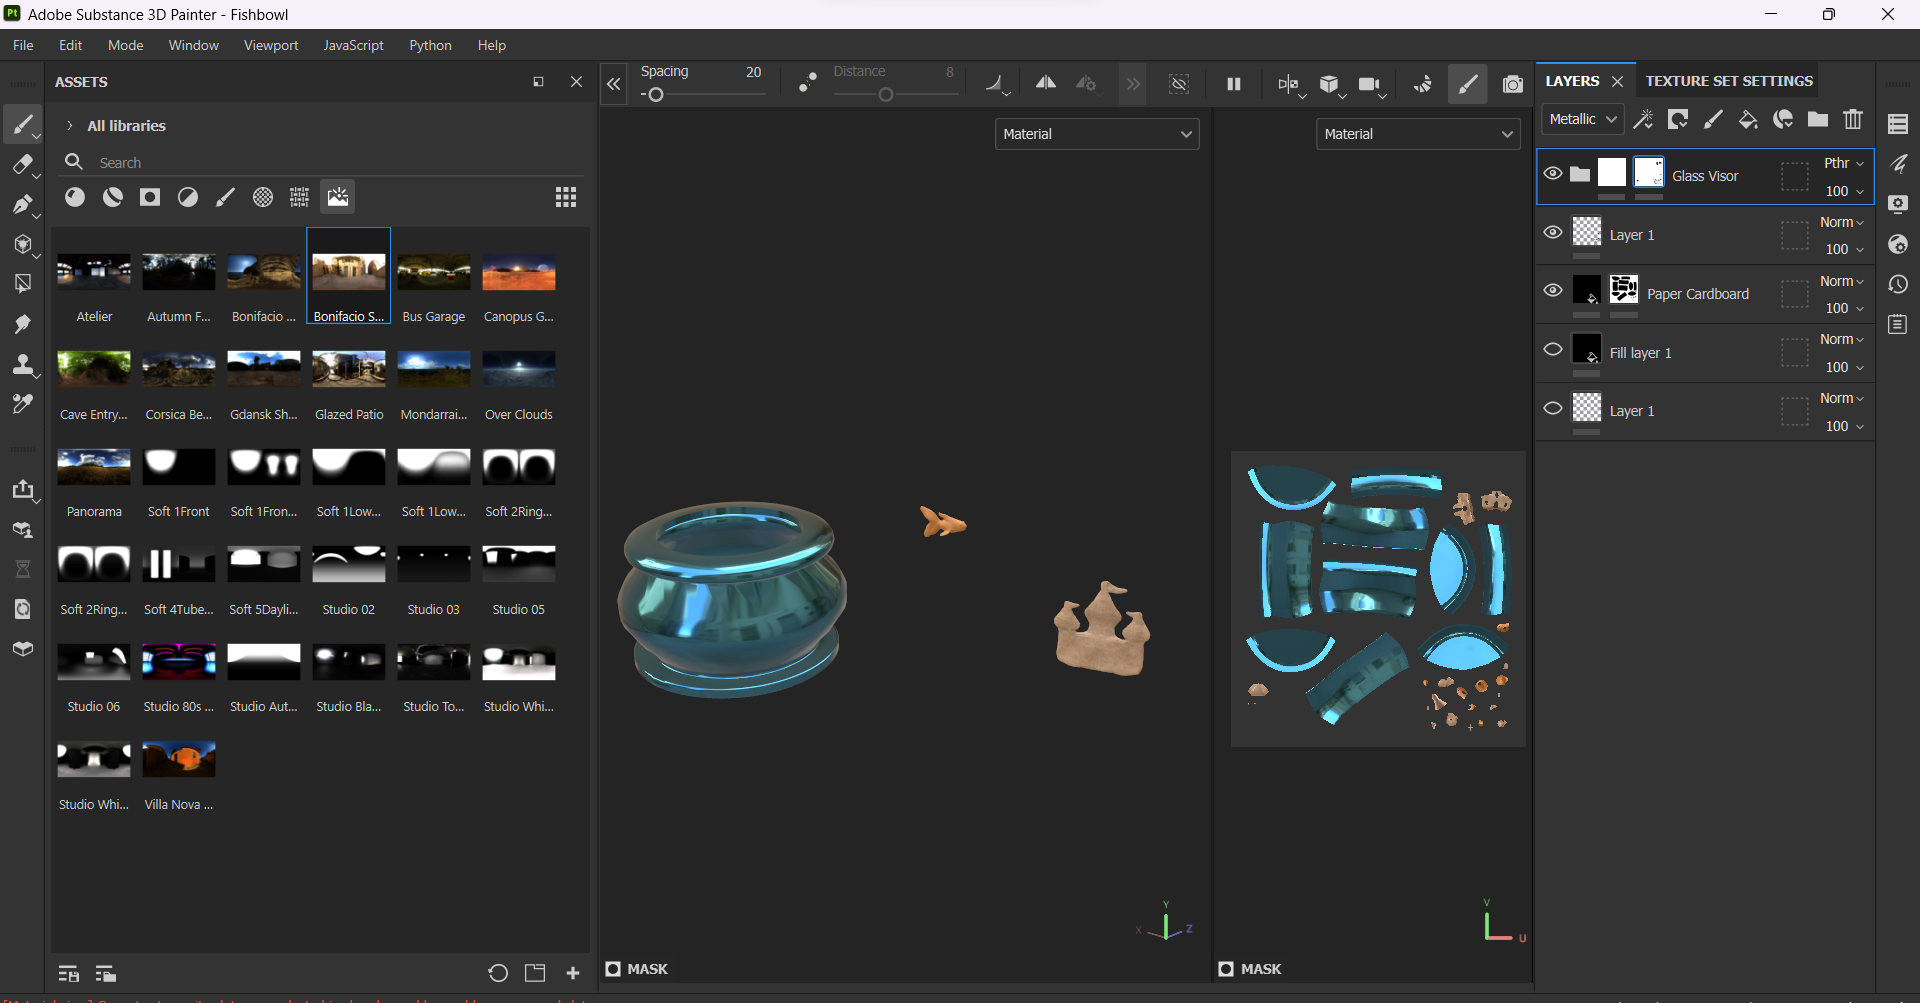 Adobe Substance 3D Painter - Fishbowl
File Edit Mode Window Viewport JavaScript Python Help
ASSETS
All libraries
Search
Atelier Autumn F... Bonifacio ... Bonifacio S... Bus Garage Canopus G...
Cave Entry... Corsica Be... Gdansk Sh... Glazed Patio Mondarrai... Over Clouds
Panorama Soft 1Front Soft 1Fron... Soft 1Low... Soft 1Low... Soft 2Ring...
Soft 2Ring... Soft 4Tube... Soft 5Dayli... Studio 02 Studio 03 Studio 05
Studio 06 Studio 80s ... Studio Aut... Studio Bla... Studio To... Studio Whi...
Studio Whi... Villa Nova ...
Spacing 20
Distance 8
Material
Y
X
Z
MASK
Material
V
U
MASK
LAYERS
TEXTURE SET SETTINGS
Metallic
Glass Visor Pthr
100
Layer 1 Norm
100
Paper Cardboard Norm
100
Fill layer 1 Norm
100
Layer 1 Norm
100